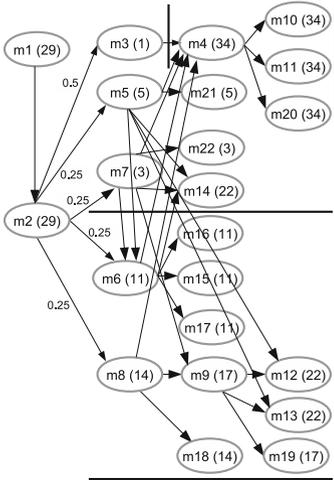 m10 (34)
m1 (29)
m3 (1)
m4 (34)
m11 (34)
0.5
m5 (5)
m21 (5)
m20 (34)
m22 (3)
0.25
m7 (3)
m14 (22)
0.25
m2 (29)
0.25
m16 (11)
m6 (11)
m15 (11)
0.25
m17 (11)
m8 (14)
m9 (17)
m12 (22)
m13 (22)
m18 (14)
m19 (17)